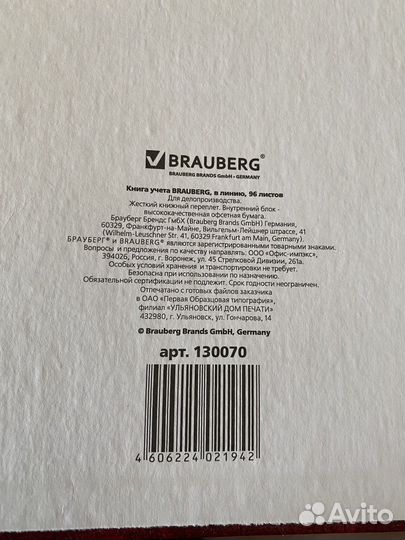 BRAUBERG®
BRAUBERG BRANDS GmbH • GERMANY
Книга учета BRAUBERG, в линию, 96 листов
Для делопроизводства.
Жесткий книжный переплет. Внутренний блок -
высококачественная офсетная бумага.
Брауберг Брендс ГмбХ (Brauberg Brands GmbH) Германия,
60329, Франкфурт-на-Майне, Вильгельм-Лейшнер штрассе, 41
(Wilhelm-Leuschner Str. 41, 60329 Frankfurt am Main, Germany).
БРАУБЕРГ® и BRAUBERG® являются зарегистрированными товарными знаками.
Вопросы и предложения по качеству направлять: ООО «Офис-импэкс»,
394026, Россия, г. Воронеж, ул. 45 Стрелковой Дивизии, 261а.
Особых условий хранения и транспортировки не требует.
Безопасна при использовании по назначению.
Обязательной сертификации не подлежит. Срок годности неограничен.
Отпечатано с готовых файлов заказчика
в ОАО «Первая Образцовая типография»,
филиал «УЛЬЯНОВСКИЙ ДОМ ПЕЧАТИ»
432980, г. Ульяновск, ул. Гончарова, 14
© Brauberg Brands GmbH, Germany
арт. 130070
4 606224 021942
Avito